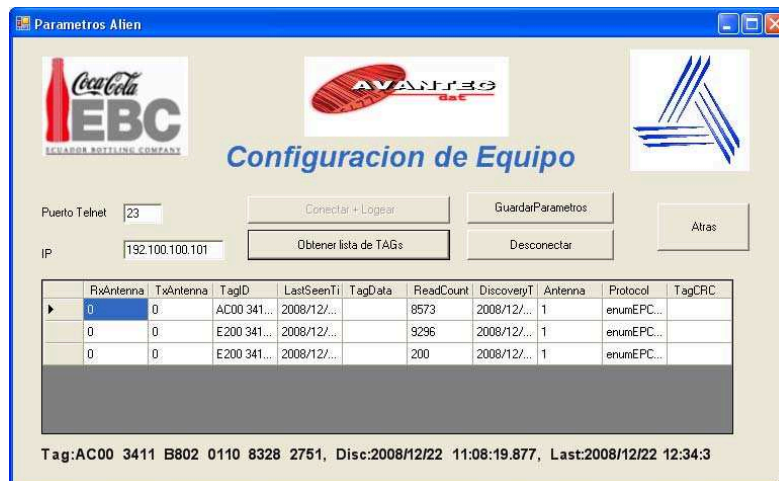 Parametros Alien
Coca-Cola
EBC
ECUADOR BOTTLING COMPANY
AVANTEC
dat
Configuracion de Equipo
Puerto Telnet 23 Conectar + Logear GuardarParametros
IP 192.100.100.101 Obtener lista de TAGs Desconectar Atras
RxAntenna TxAntenna TagID LastSeenTi TagData ReadCount DiscoveryT Antenna Protocol TagCRC
0 0 AC00 341... 2008/12/... 8573 2008/12/... 1 enumEPC...
0 0 E200 341... 2008/12/... 9296 2008/12/... 1 enumEPC...
0 0 E200 341... 2008/12/... 200 2008/12/... 1 enumEPC...
Tag:AC00 3411 B802 0110 8328 2751, Disc:2008/12/22 11:08:19.877, Last:2008/12/22 12:34:3